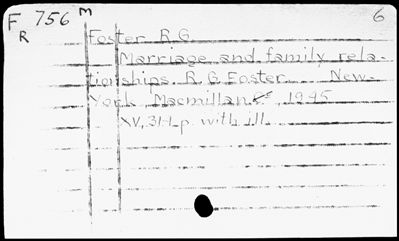 F 756 M 6
R
Foster R G
Marriage and family rela-
tionships. R. G. Foster. New-
York, Macmillan Cº, 1945
XV, 314 p. with ill.